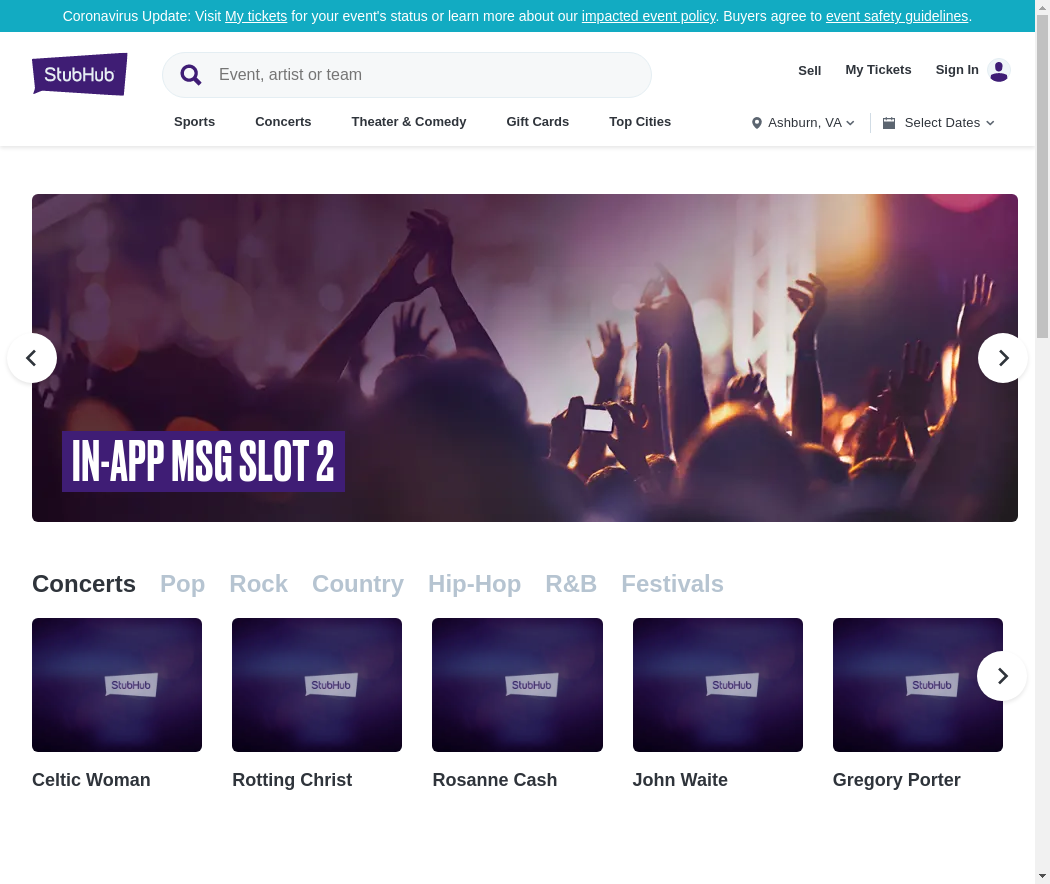 Coronavirus Update: Visit My tickets for your event's status or learn more about our impacted event policy. Buyers agree to event safety guidelines.
StubHub
Event, artist or team
Sell
My Tickets
Sign In
Sports
Concerts
Theater & Comedy
Gift Cards
Top Cities
Ashburn, VA
Select Dates
IN-APP MSG SLOT 2
Concerts
Pop
Rock
Country
Hip-Hop
R&B
Festivals
StubHub
StubHub
StubHub
StubHub
StubHub
Celtic Woman
Rotting Christ
Rosanne Cash
John Waite
Gregory Porter